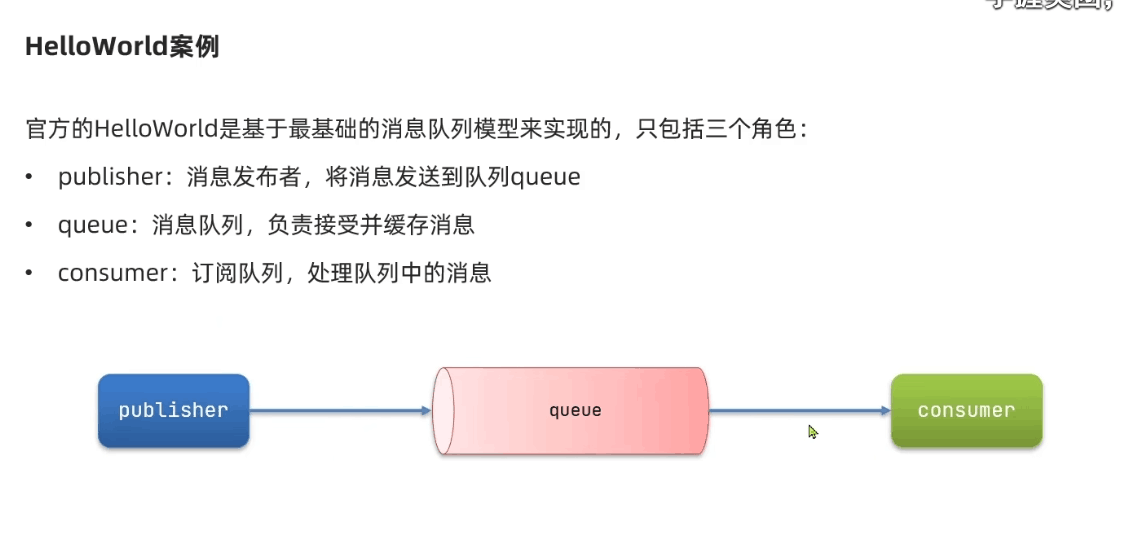 HelloWorld案例
官方的HelloWorld是基于最基础的消息队列模型来实现的，只包括三个角色：
• publisher：消息发布者，将消息发送到队列queue
• queue：消息队列，负责接受并缓存消息
• consumer：订阅队列，处理队列中的消息
publisher
queue
consumer